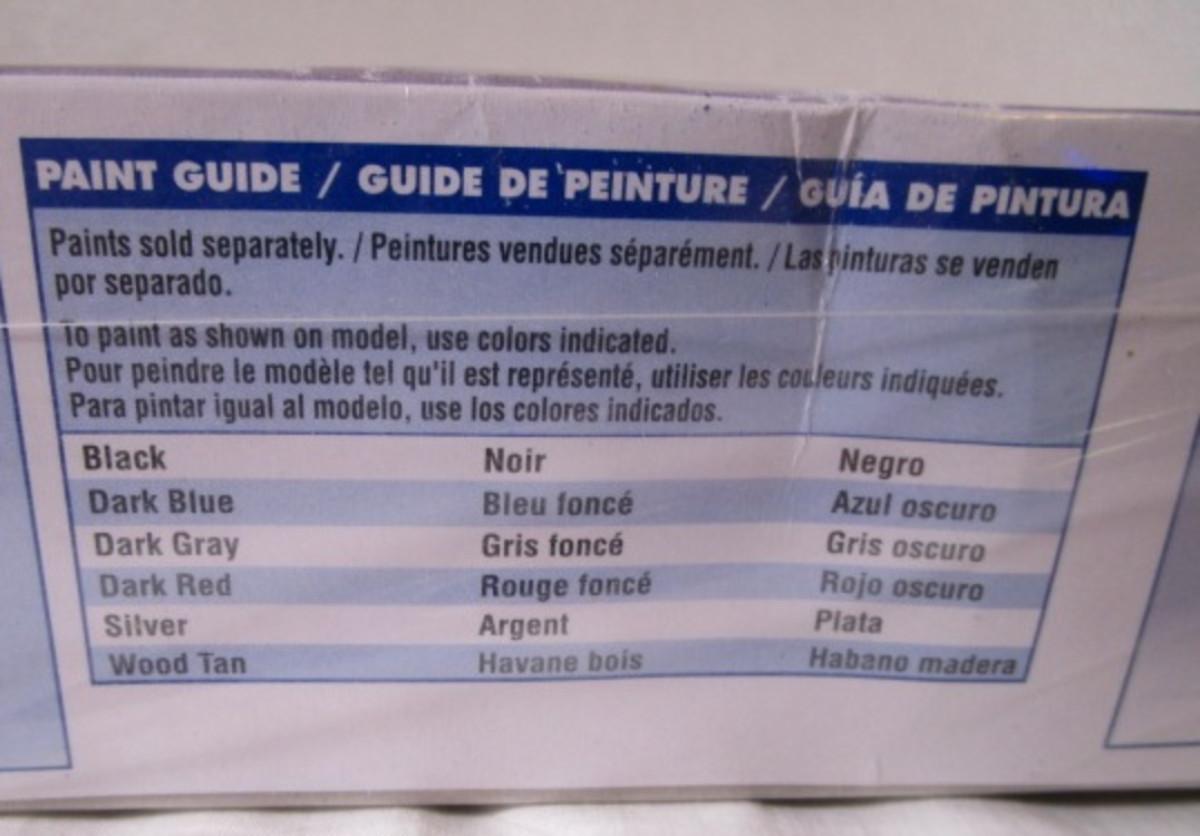 PAINT GUIDE / GUIDE DE PEINTURE / GUÍA DE PINTURA
Paints sold separately. / Peintures vendues séparément. / Las pinturas se venden
por separado.
To paint as shown on model, use colors indicated.
Pour peindre le modèle tel qu'il est représenté, utiliser les couleurs indiquées.
Para pintar igual al modelo, use los colores indicados.
Black Noir Negro
Dark Blue Bleu foncé Azul oscuro
Dark Gray Gris foncé Gris oscuro
Dark Red Rouge foncé Rojo oscuro
Silver Argent Plata
Wood Tan Havane bois Habano madera